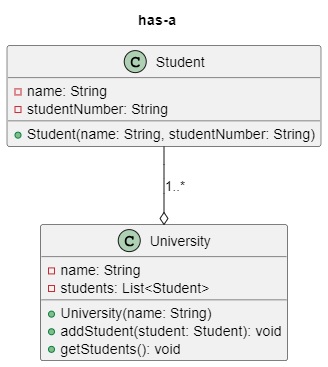 has-a
C Student
name: String
studentNumber: String
Student(name: String, studentNumber: String)
1..*
C University
name: String
students: List<Student>
University(name: String)
addStudent(student: Student): void
getStudents(): void